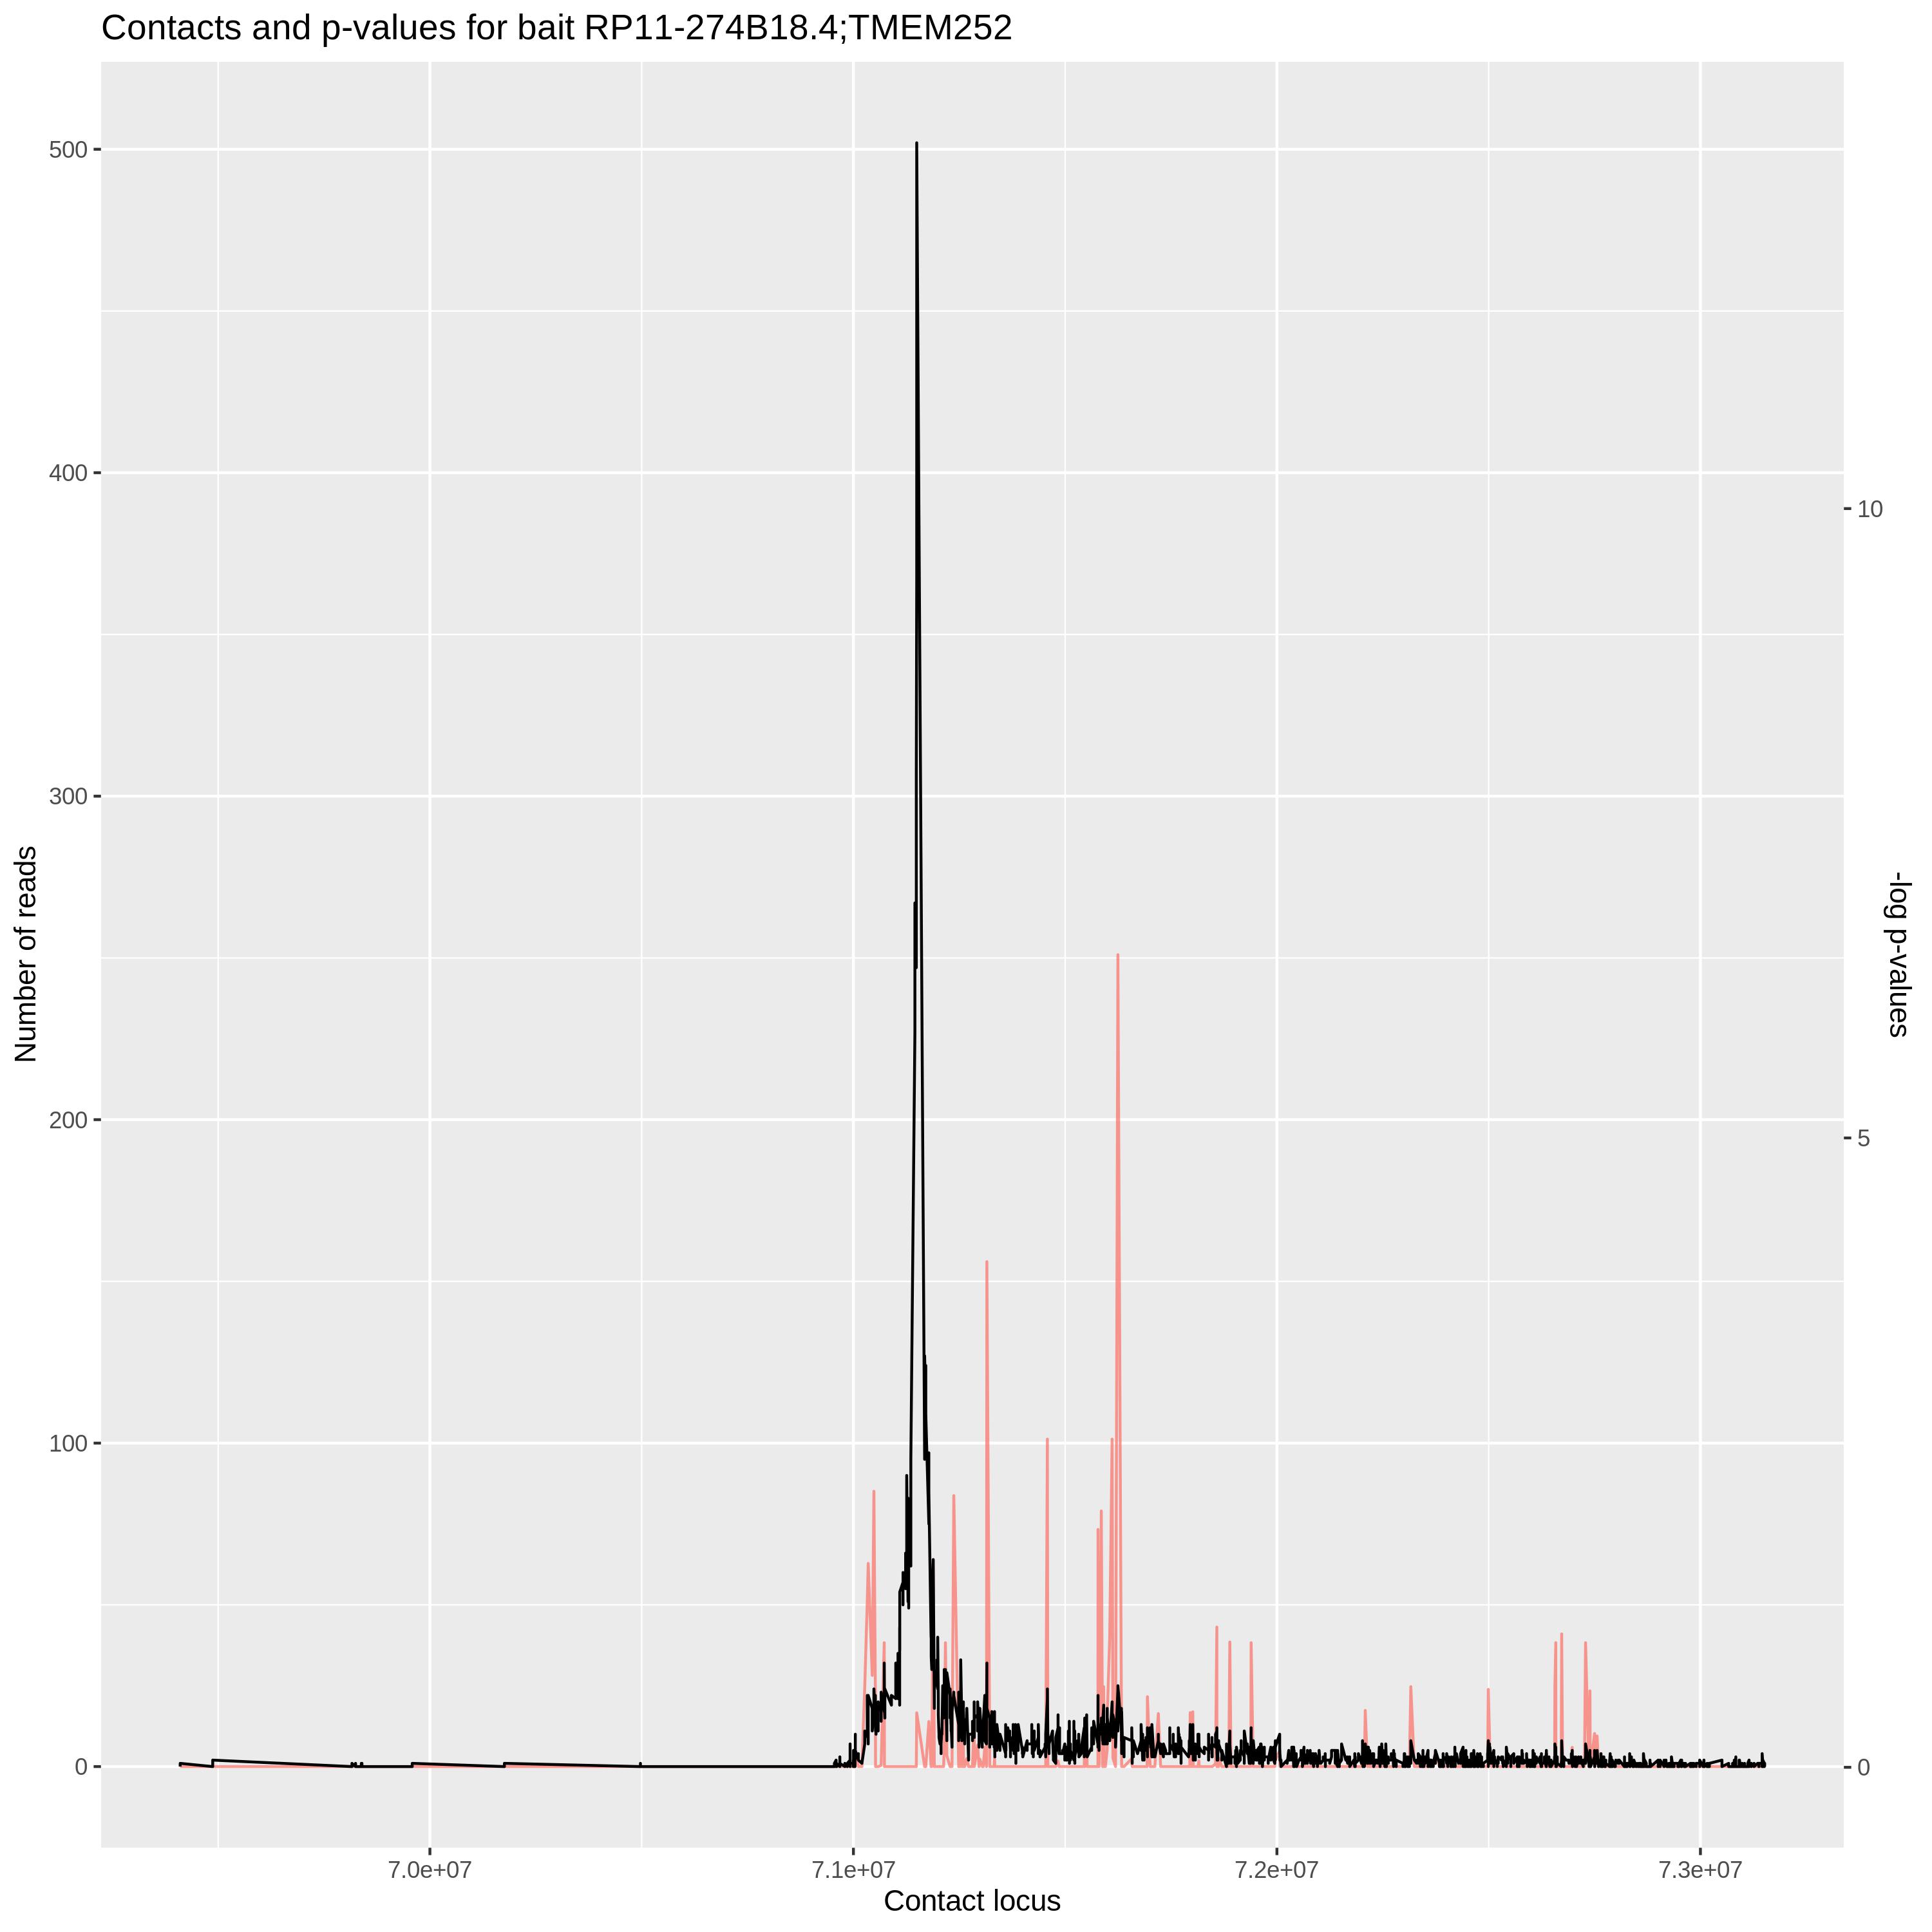 Contacts and p-values for bait RP11-274B18.4;TMEM252
500
400
300
200
100
0
Number of reads
10
5
0
-log p-values
7.0e+07
7.1e+07
7.2e+07
7.3e+07
Contact locus